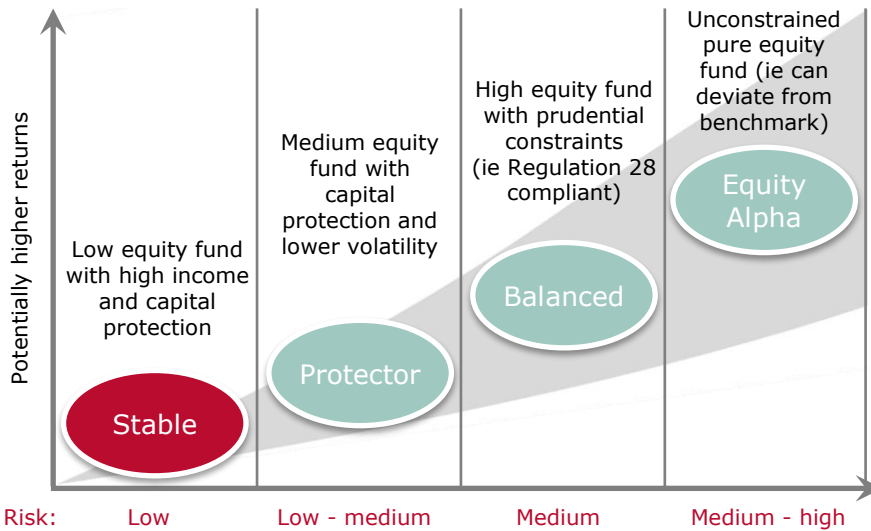 Potentially higher returns
Low equity fund
with high income
and capital
protection
Stable
Medium equity
fund with
capital
protection and
lower volatility
Protector
High equity fund
with prudential
constraints
(ie Regulation 28
compliant)
Balanced
Unconstrained
pure equity
fund (ie can
deviate from
benchmark)
Equity
Alpha
Risk: Low Low - medium Medium Medium - high